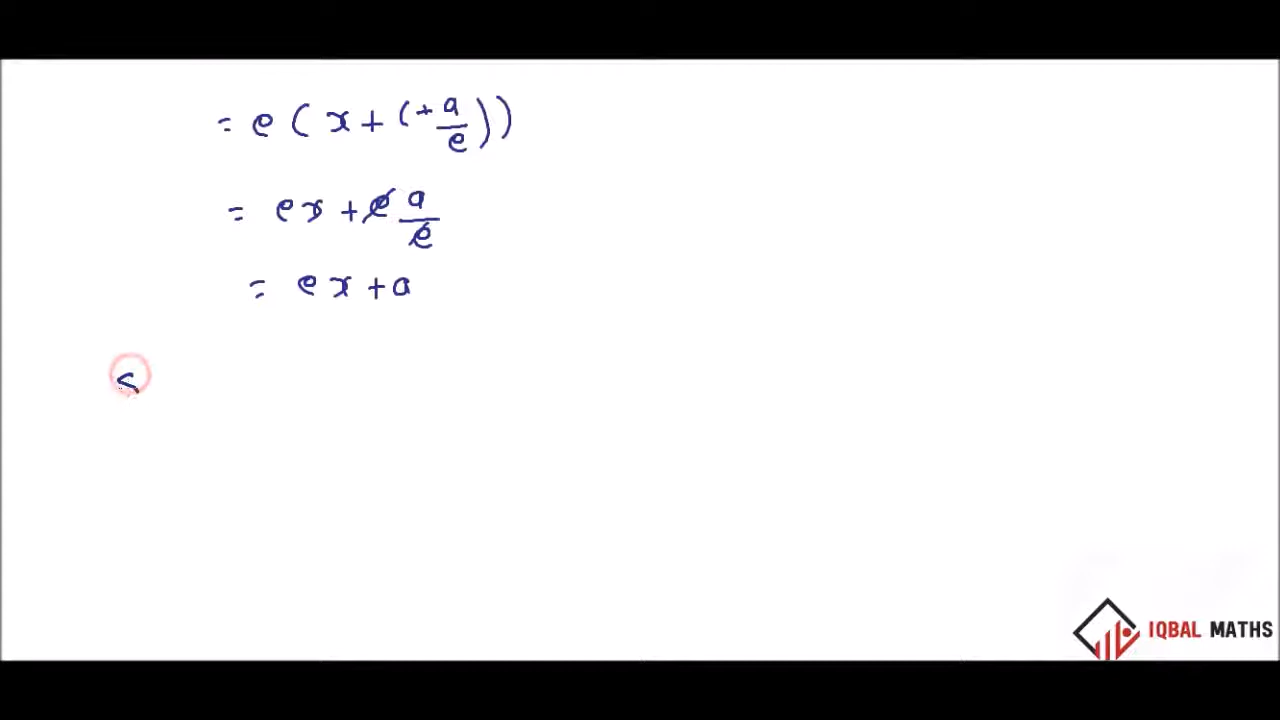 = e ( x + ( + a/e ) )
= ex + e a/e
= ex + a
S
IQBAL MATHS